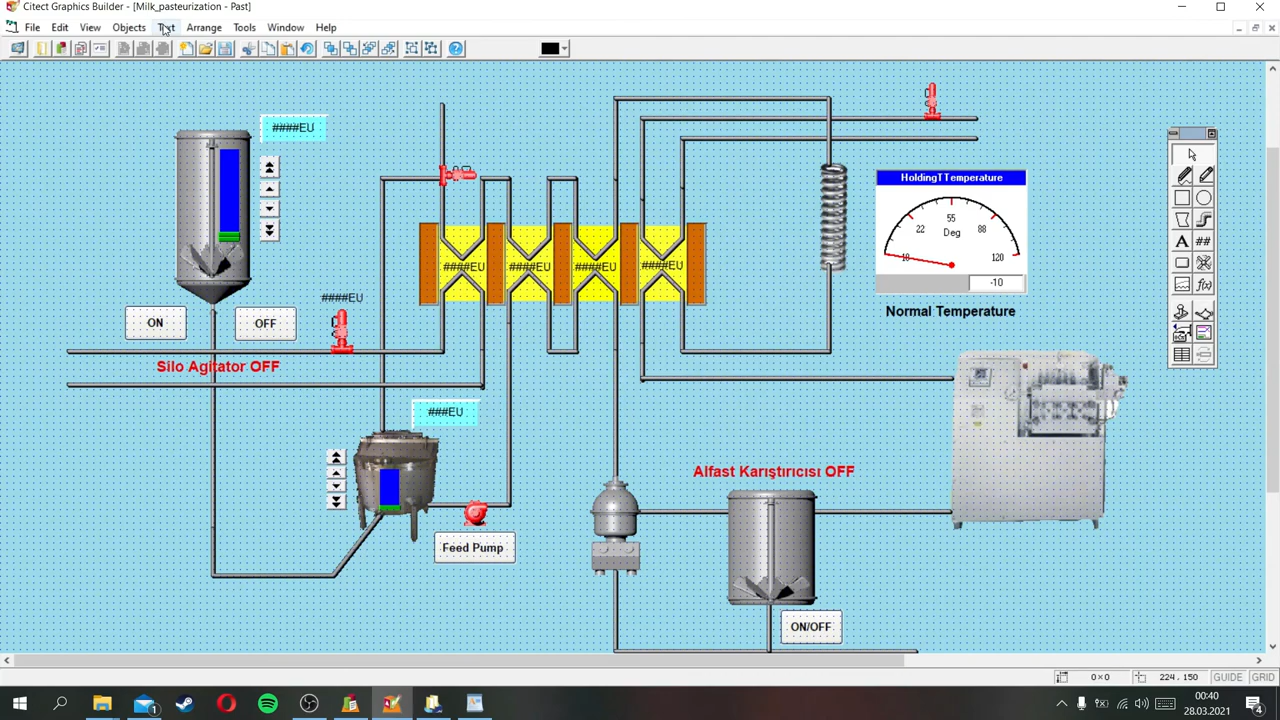 Citect Graphics Builder - [Milk_pasteurization - Past]
File Edit View Objects Text Arrange Tools Window Help
####EU
HoldingTTemperature
55
22 88
Deg
120
-10
####EU ####EU ####EU ####EU
####EU
Normal Temperature
ON OFF
Silo Agitator OFF
###EU
Alfast Karıştırıcısı OFF
Feed Pump
ON/OFF
A ##
f(x)
0×0 224, 150 GUIDE GRID
00:40
28.03.2021